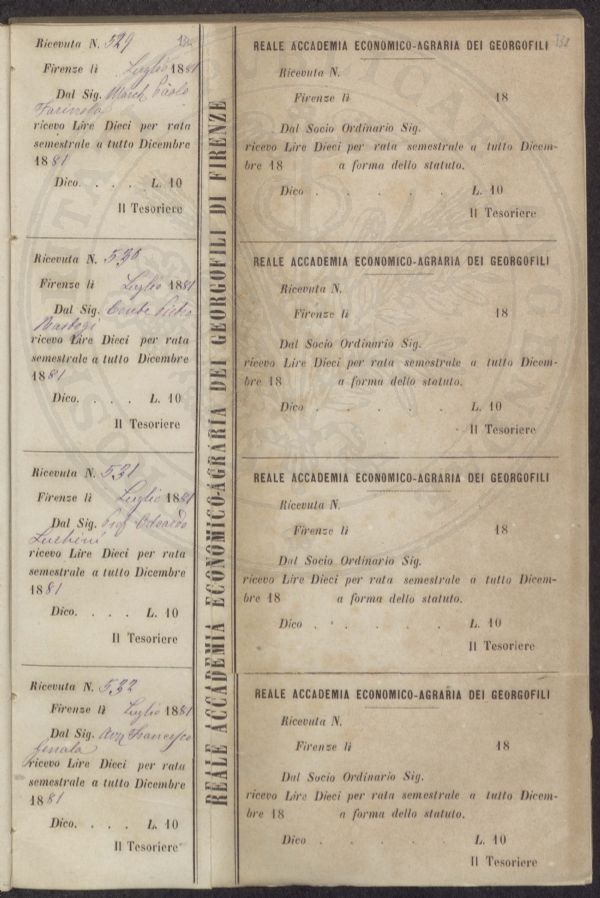 Ricevuta N. 529
Firenze lì Luglio 1881
Dal Sig. March Paolo
Farinola
ricevo Lire Dieci per rata
semestrale a tutto Dicembre
1881
Dico. . . . L. 10
Il Tesoriere
Ricevuta N. 530
Firenze lì Luglio 1881
Dal Sig. Conte Pietro
Bastogi
ricevo Lire Dieci per rata
semestrale a tutto Dicembre
1881
Dico. . . . L. 10
Il Tesoriere
Ricevuta N. 531
Firenze lì Luglio 1881
Dal Sig. Prof Odoardo
Luchini
ricevo Lire Dieci per rata
semestrale a tutto Dicembre
1881
Dico. . . . L. 10
Il Tesoriere
Ricevuta N. 532
Firenze lì Luglio 1881
Dal Sig. Avv Francesco
Genala
ricevo Lire Dieci per rata
semestrale a tutto Dicembre
1881
Dico. . . . L. 10
Il Tesoriere
REALE ACCADEMIA ECONOMICO-AGRARIA DEI GEORGOFILI DI FIRENZE
REALE ACCADEMIA ECONOMICO-AGRARIA DEI GEORGOFILI
Ricevuta N.
Firenze lì 18
Dal Socio Ordinario Sig.
ricevo Lire Dieci per rata semestrale a tutto Dicem-
bre 18 a forma dello statuto.
Dico . . . . . L. 10
Il Tesoriere
REALE ACCADEMIA ECONOMICO-AGRARIA DEI GEORGOFILI
Ricevuta N.
Firenze lì 18
Dal Socio Ordinario Sig.
ricevo Lire Dieci per rata semestrale a tutto Dicem-
bre 18 a forma dello statuto.
Dico . . . . . L. 10
Il Tesoriere
REALE ACCADEMIA ECONOMICO-AGRARIA DEI GEORGOFILI
Ricevuta N.
Firenze lì 18
Dal Socio Ordinario Sig.
ricevo Lire Dieci per rata semestrale a tutto Dicem-
bre 18 a forma dello statuto.
Dico . . . . . L. 10
Il Tesoriere
REALE ACCADEMIA ECONOMICO-AGRARIA DEI GEORGOFILI
Ricevuta N.
Firenze lì 18
Dal Socio Ordinario Sig.
ricevo Lire Dieci per rata semestrale a tutto Dicem-
bre 18 a forma dello statuto.
Dico . . . . . L. 10
Il Tesoriere